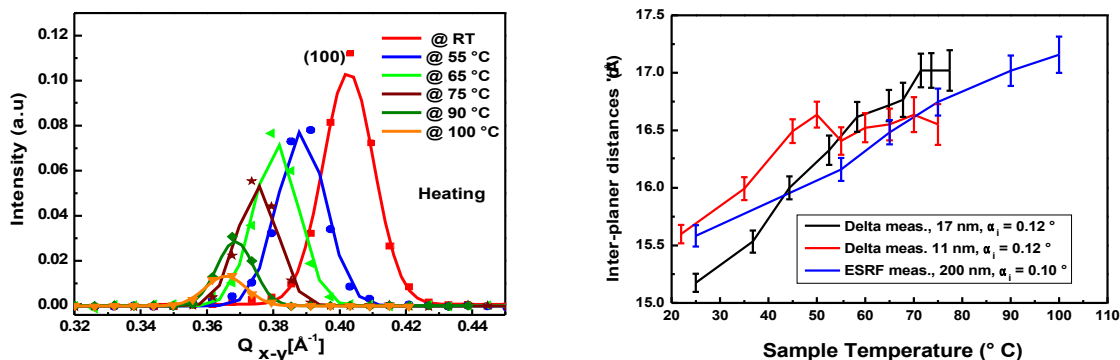 0.12
0.10
0.08
0.06
0.04
0.02
0.00
Intensity (a.u)
(100)
@ RT
@ 55 °C
@ 65 °C
@ 75 °C
@ 90 °C
@ 100 °C
Heating
0.32 0.34 0.36 0.38 0.40 0.42 0.44
Q x-y[Å-1]
17.5
17.0
16.5
16.0
15.5
15.0
Inter-planer distances
Delta meas., 17 nm, αi = 0.12 °
Delta meas. 11 nm, αi = 0.12 °
ESRF meas., 200 nm, αi = 0.10 °
20 30 40 50 60 70 80 90 100 110
Sample Temperature (° C)